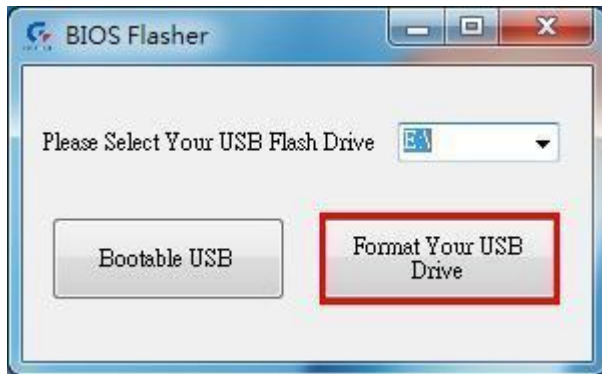 BIOS Flasher
Please Select Your USB Flash Drive E:\
Bootable USB
Format Your USB
Drive